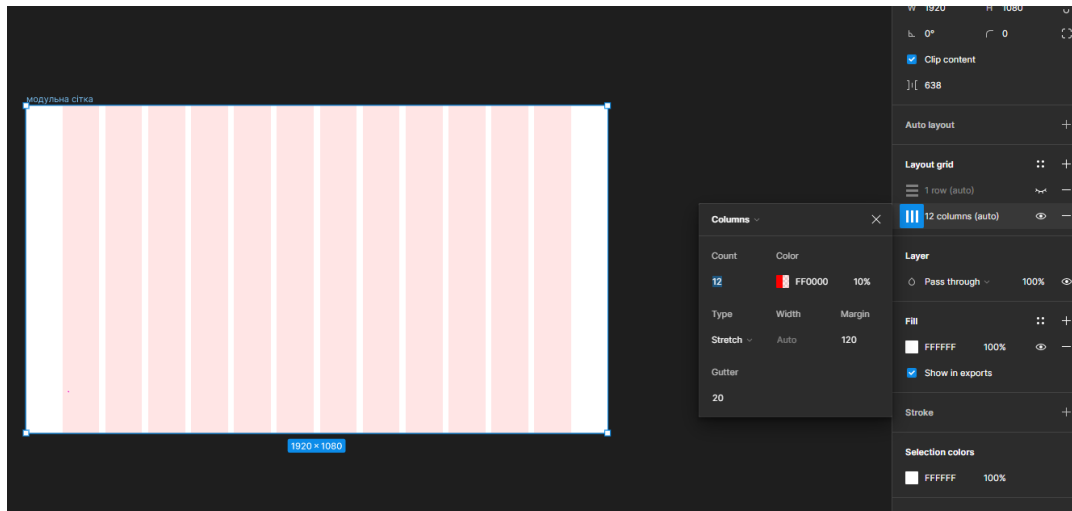 W 1920 H 1080
0° 0
Clip content
638
модульна сітка
Auto layout
Layout grid
1 row (auto)
12 columns (auto)
Columns
Count Color
12 FF0000 10%
Type Width Margin
Stretch Auto 120
Gutter
20
Layer
Pass through 100%
Fill
FFFFFF 100%
Show in exports
Stroke
1920 × 1080
Selection colors
FFFFFF 100%